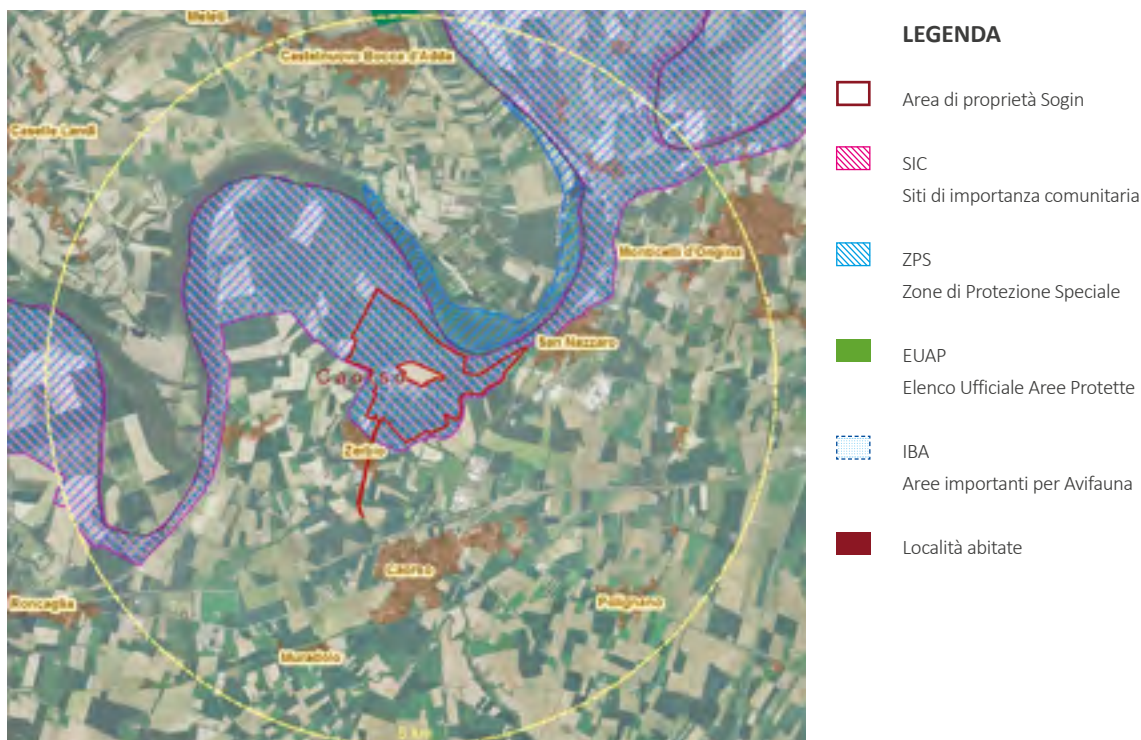 Meleti
Castelnuovo Bocca d'Adda
Caselle Landi
Monticelli d'Ongina
San Nazzaro
Caorso
Zerbio
Caorso
Roncaglia
Polignano
Muradolo
5 km
LEGENDA
Area di proprietà Sogin
SIC
Siti di importanza comunitaria
ZPS
Zone di Protezione Speciale
EUAP
Elenco Ufficiale Aree Protette
IBA
Aree importanti per Avifauna
Località abitate